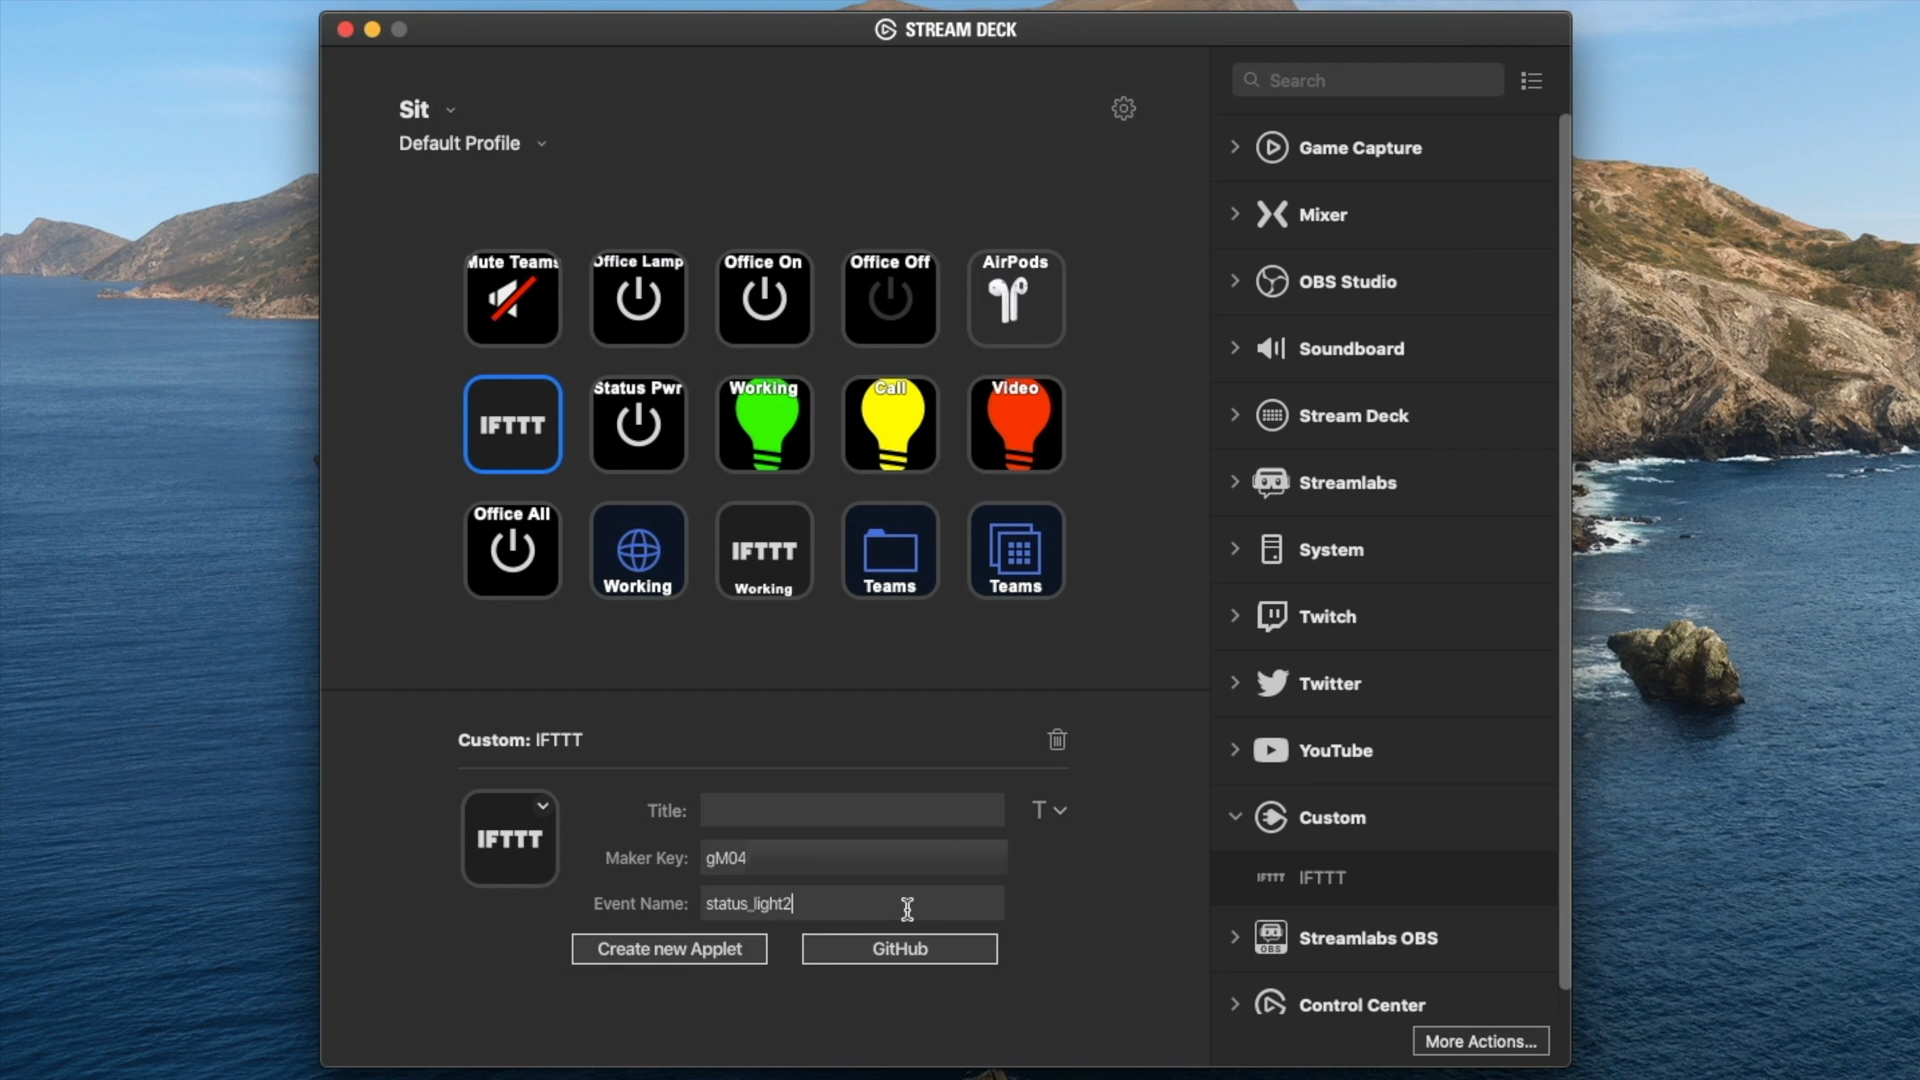 STREAM DECK
Sit
Default Profile
Mute Teams
Office Lamp
Office On
Office Off
AirPods
IFTTT
Status Pwr
Working
Call
Video
Office All
Working
IFTTT
Working
Teams
Teams
Custom: IFTTT
IFTTT
Title:
T
Maker Key: gM04
Event Name: status_light2
Create new Applet
GitHub
Search
Game Capture
Mixer
OBS Studio
Soundboard
Stream Deck
Streamlabs
System
Twitch
Twitter
YouTube
Custom
IFTTT IFTTT
OBS Streamlabs OBS
Control Center
More Actions...